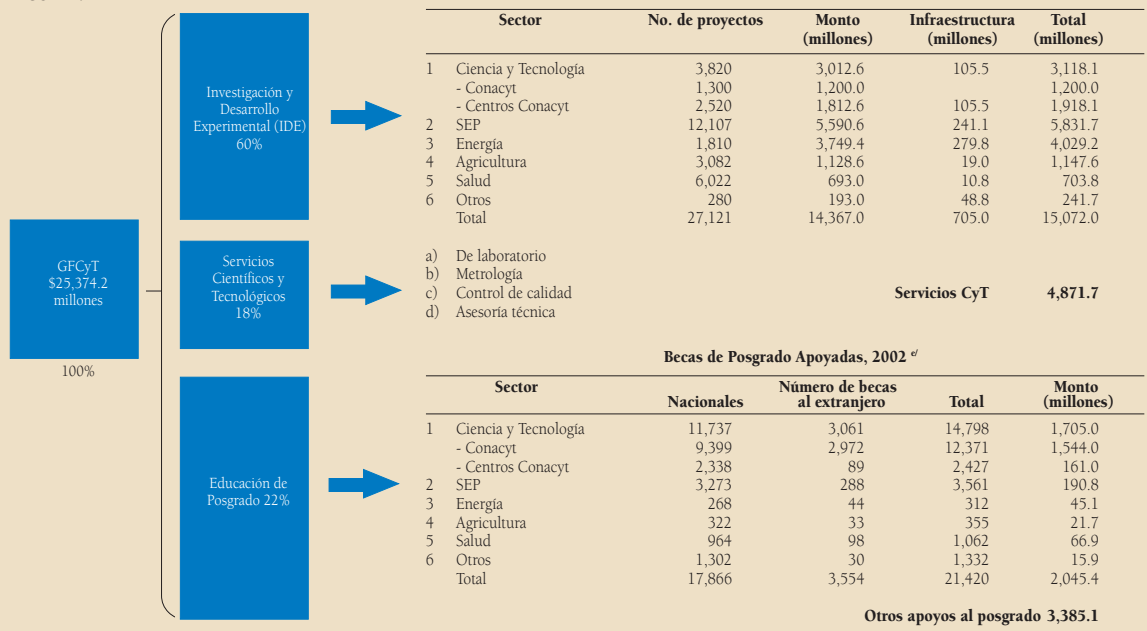 GFCyT
$25,374.2
millones
100%
Investigación y
Desarrollo
Experimental (IDE)
60%
Sector No. de proyectos Monto (millones) Infraestructura (millones) Total (millones)
1 Ciencia y Tecnología 3,820 3,012.6 105.5 3,118.1
- Conacyt 1,300 1,200.0 1,200.0
- Centros Conacyt 2,520 1,812.6 105.5 1,918.1
2 SEP 12,107 5,590.6 241.1 5,831.7
3 Energía 1,810 3,749.4 279.8 4,029.2
4 Agricultura 3,082 1,128.6 19.0 1,147.6
5 Salud 6,022 693.0 10.8 703.8
6 Otros 280 193.0 48.8 241.7
Total 27,121 14,367.0 705.0 15,072.0
Servicios
Científicos y
Tecnológicos
18%
a) De laboratorio
b) Metrología
c) Control de calidad
d) Asesoría técnica
Servicios CyT 4,871.7
Educación de
Posgrado 22%
Becas de Posgrado Apoyadas, 2002 e/
Sector Nacionales Número de becas al extranjero Total Monto (millones)
1 Ciencia y Tecnología 11,737 3,061 14,798 1,705.0
- Conacyt 9,399 2,972 12,371 1,544.0
- Centros Conacyt 2,338 89 2,427 161.0
2 SEP 3,273 288 3,561 190.8
3 Energía 268 44 312 45.1
4 Agricultura 322 33 355 21.7
5 Salud 964 98 1,062 66.9
6 Otros 1,302 30 1,332 15.9
Total 17,866 3,554 21,420 2,045.4
Otros apoyos al posgrado 3,385.1